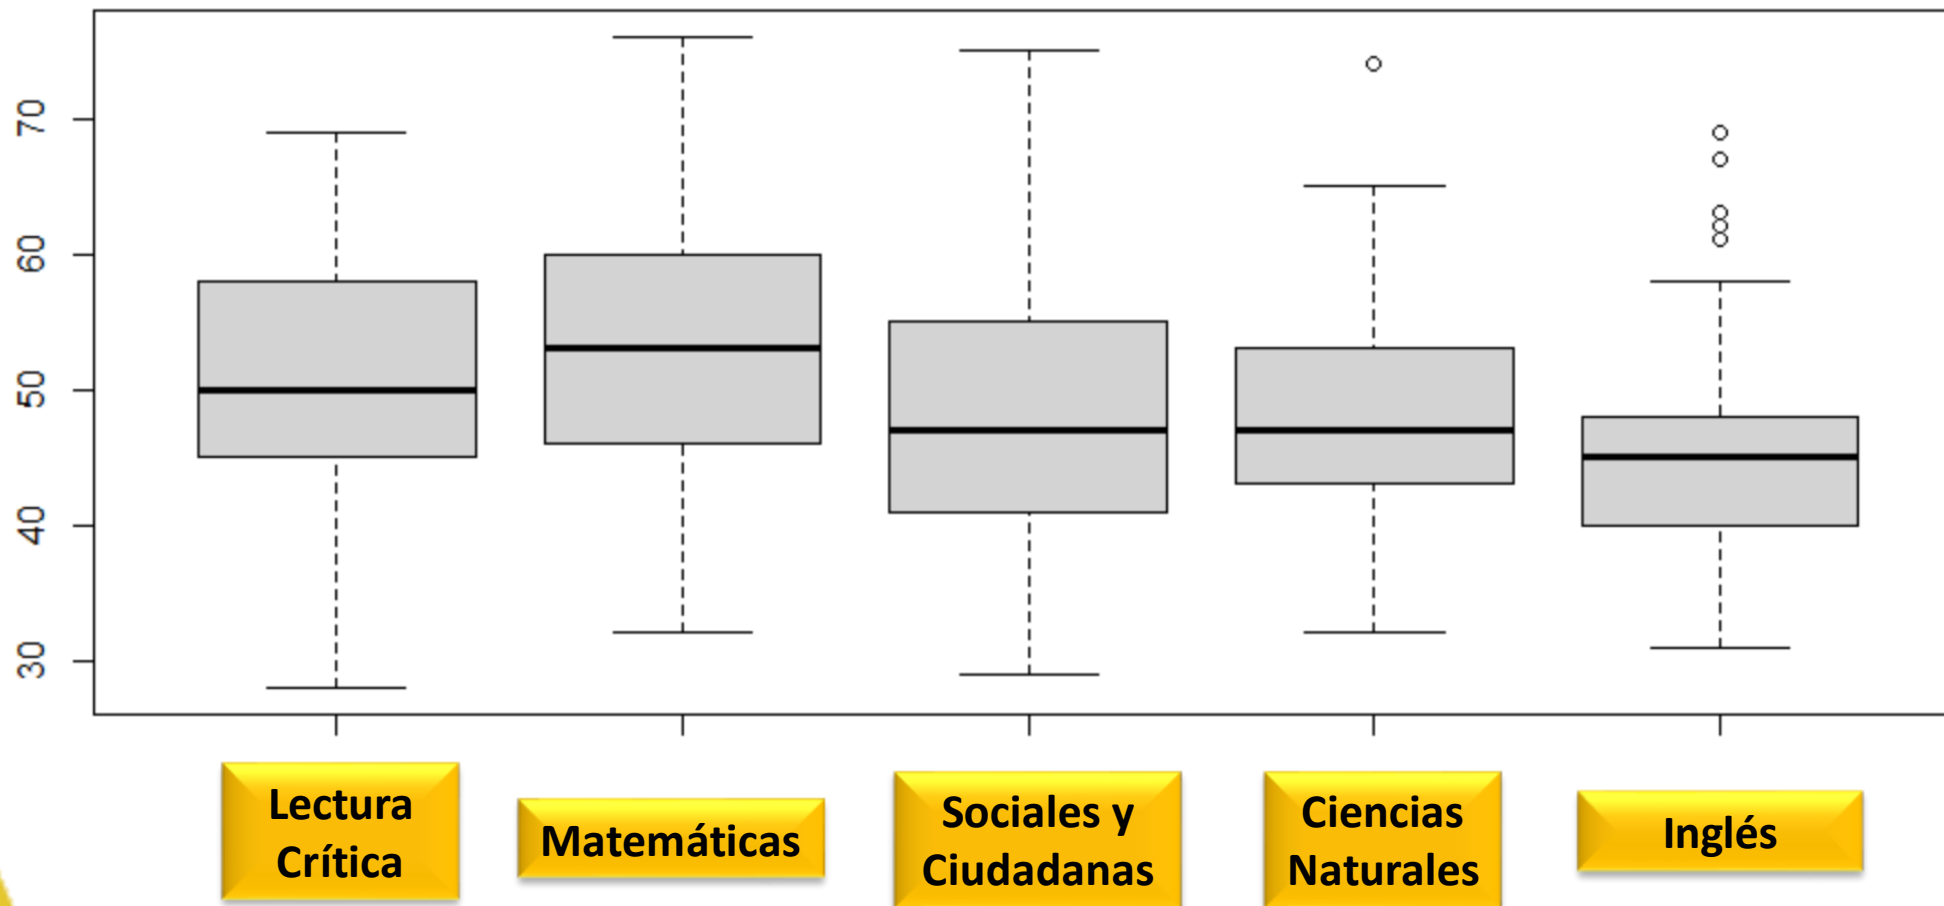 70
60
50
40
30
Lectura
Crítica
Matemáticas
Sociales y
Ciudadanas
Ciencias
Naturales
Inglés